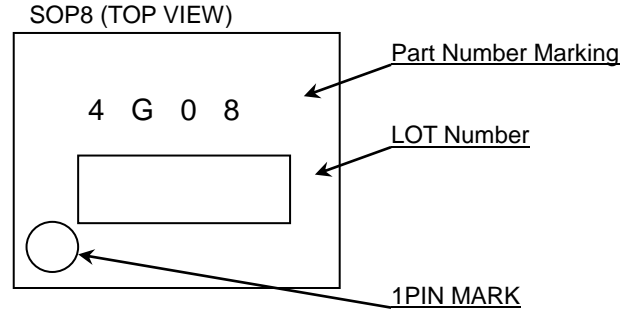 SOP8 (TOP VIEW)
Part Number Marking
4 G 0 8
LOT Number
1PIN MARK